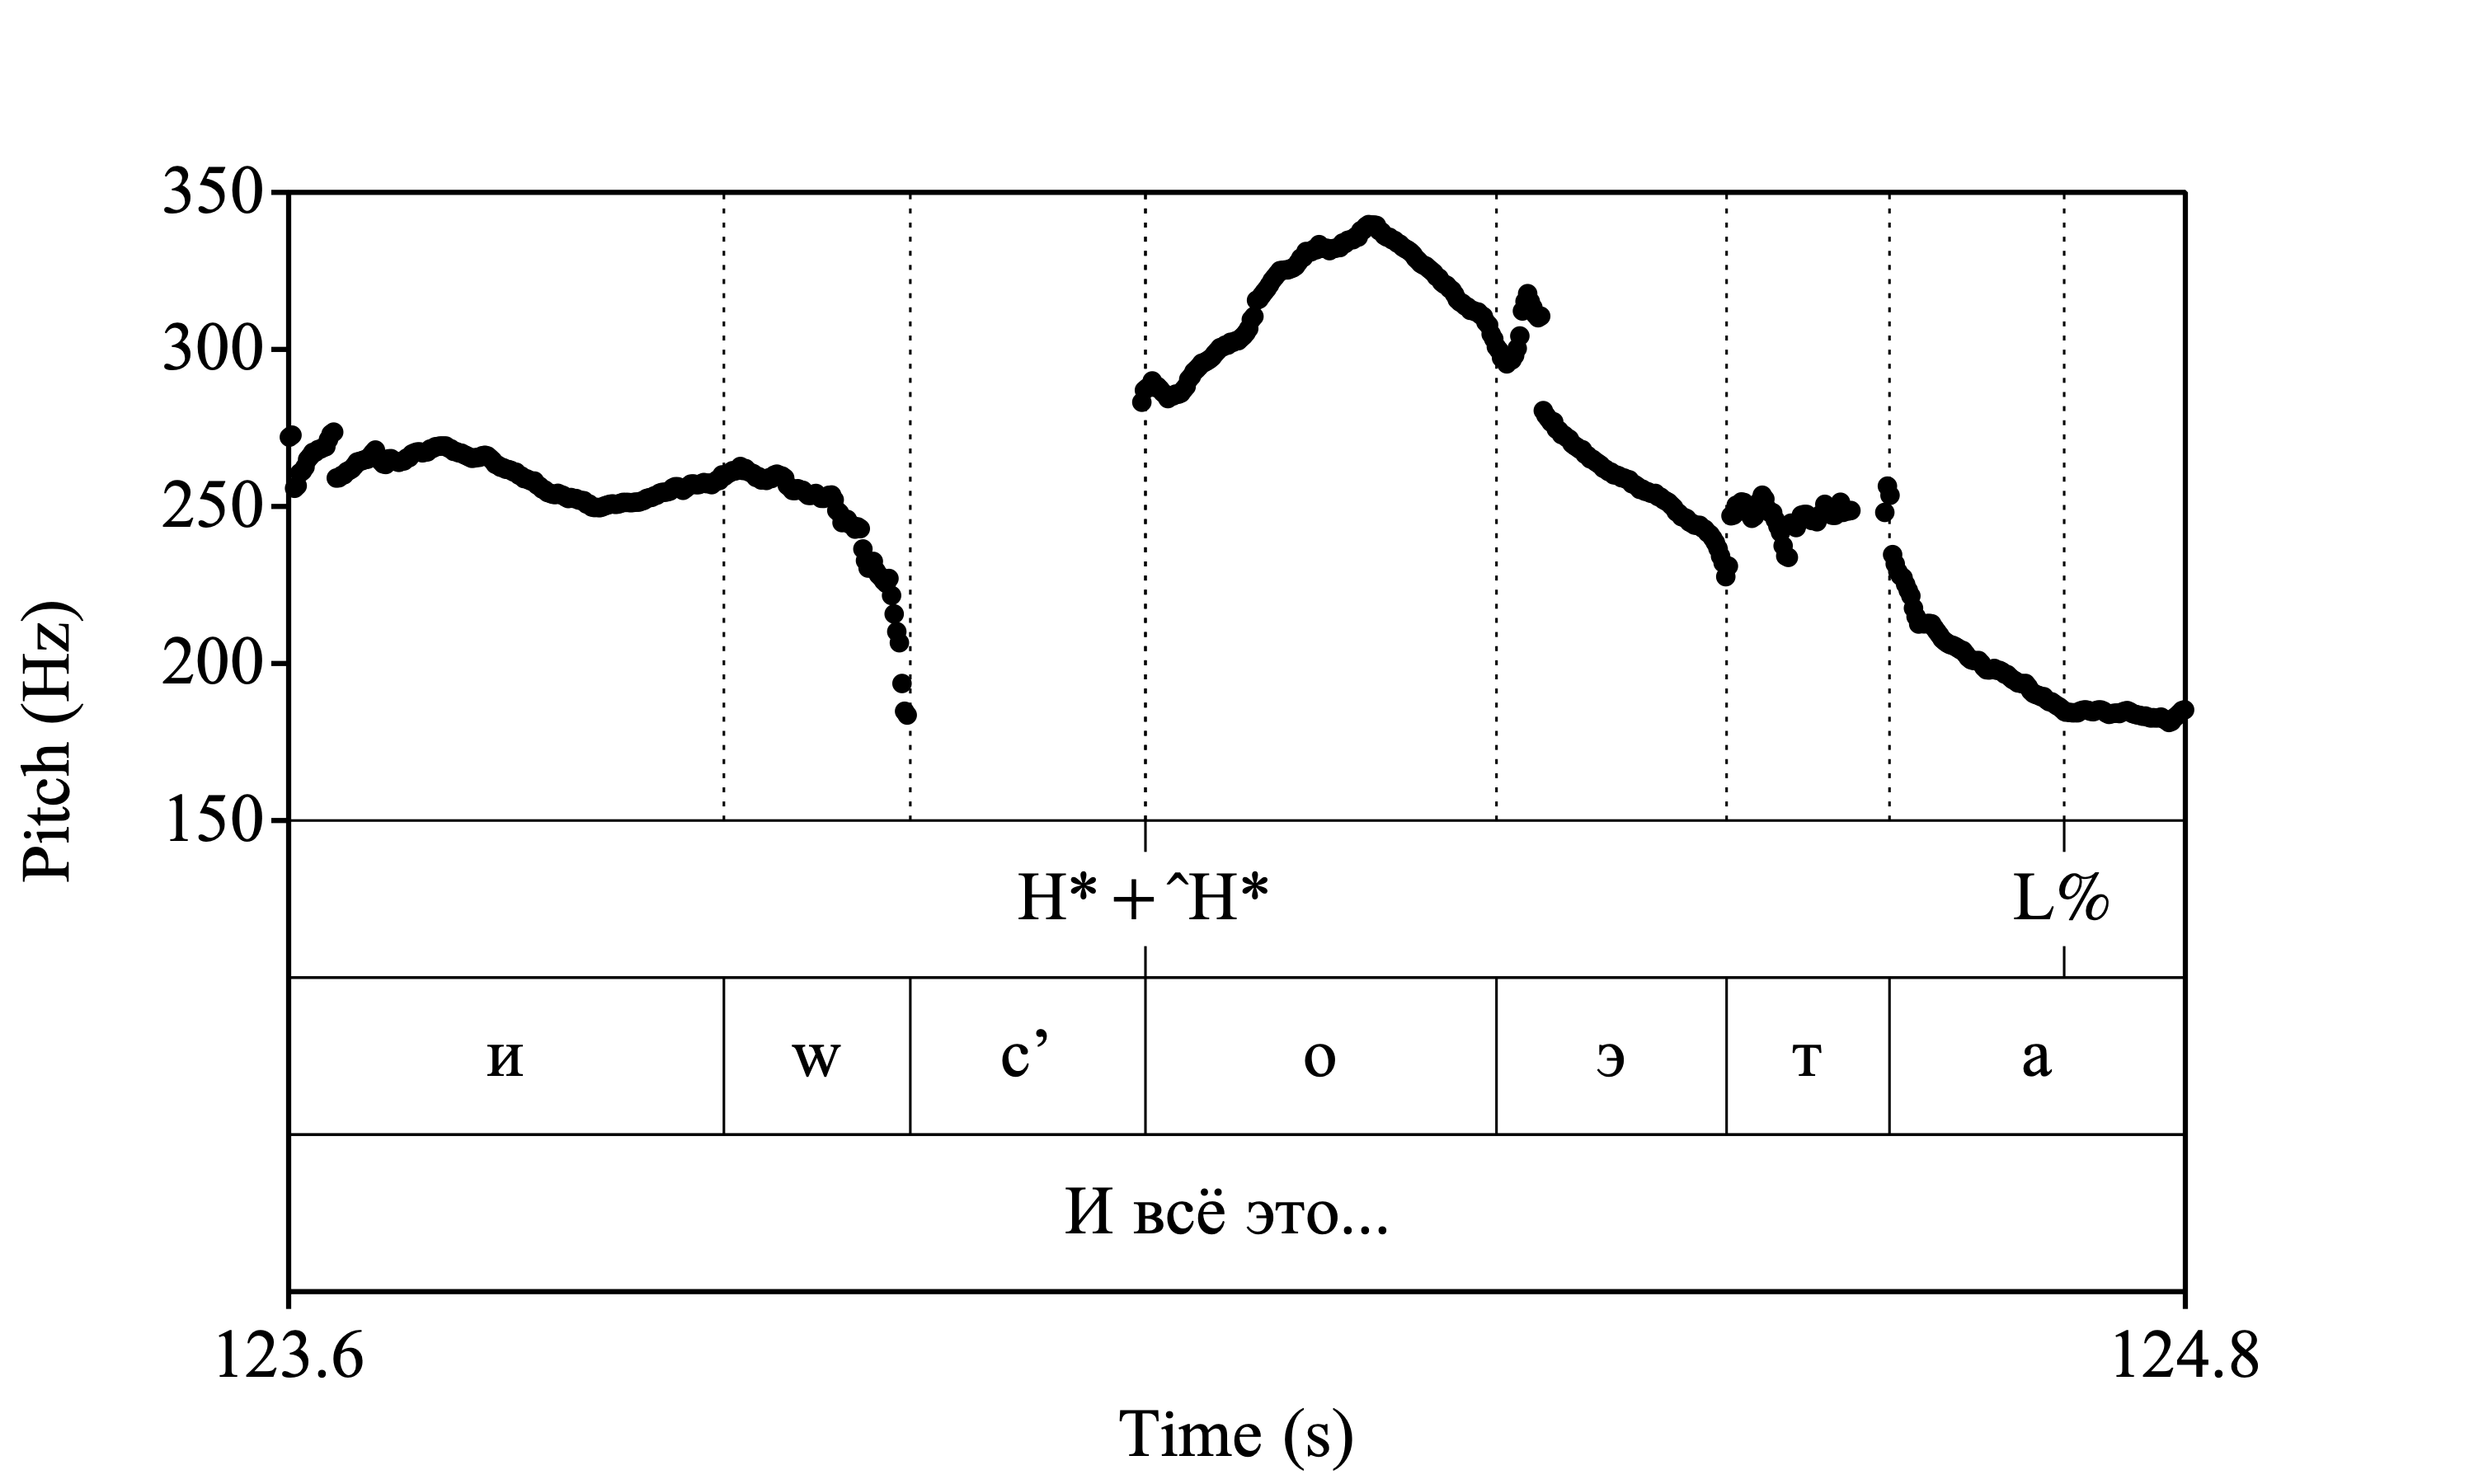 350
300
250
200
150
Pitch (Hz)
H*+^H* L%
и w с’ о э т а
И всё это...
123.6 124.8
Time (s)